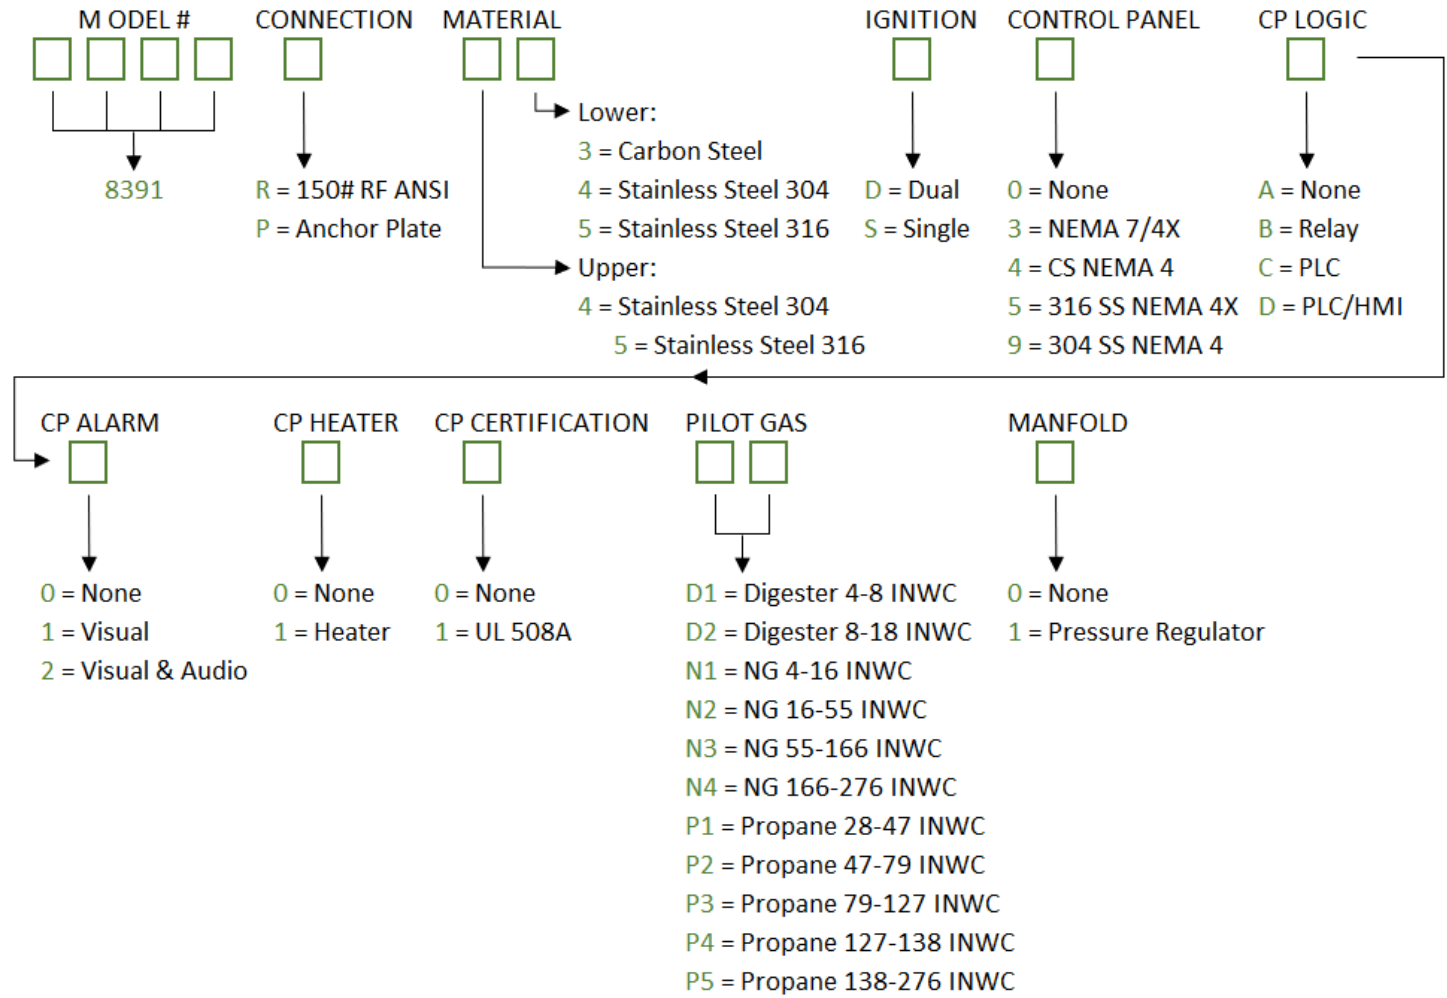 M ODEL # CONNECTION MATERIAL IGNITION CONTROL PANEL CP LOGIC
Lower:
3 = Carbon Steel
8391 R = 150# RF ANSI 4 = Stainless Steel 304 D = Dual 0 = None A = None
P = Anchor Plate 5 = Stainless Steel 316 S = Single 3 = NEMA 7/4X B = Relay
Upper: 4 = CS NEMA 4 C = PLC
4 = Stainless Steel 304 5 = 316 SS NEMA 4X D = PLC/HMI
5 = Stainless Steel 316 9 = 304 SS NEMA 4
CP ALARM CP HEATER CP CERTIFICATION PILOT GAS MANFOLD
0 = None 0 = None 0 = None D1 = Digester 4-8 INWC 0 = None
1 = Visual 1 = Heater 1 = UL 508A D2 = Digester 8-18 INWC 1 = Pressure Regulator
2 = Visual & Audio N1 = NG 4-16 INWC
N2 = NG 16-55 INWC
N3 = NG 55-166 INWC
N4 = NG 166-276 INWC
P1 = Propane 28-47 INWC
P2 = Propane 47-79 INWC
P3 = Propane 79-127 INWC
P4 = Propane 127-138 INWC
P5 = Propane 138-276 INWC